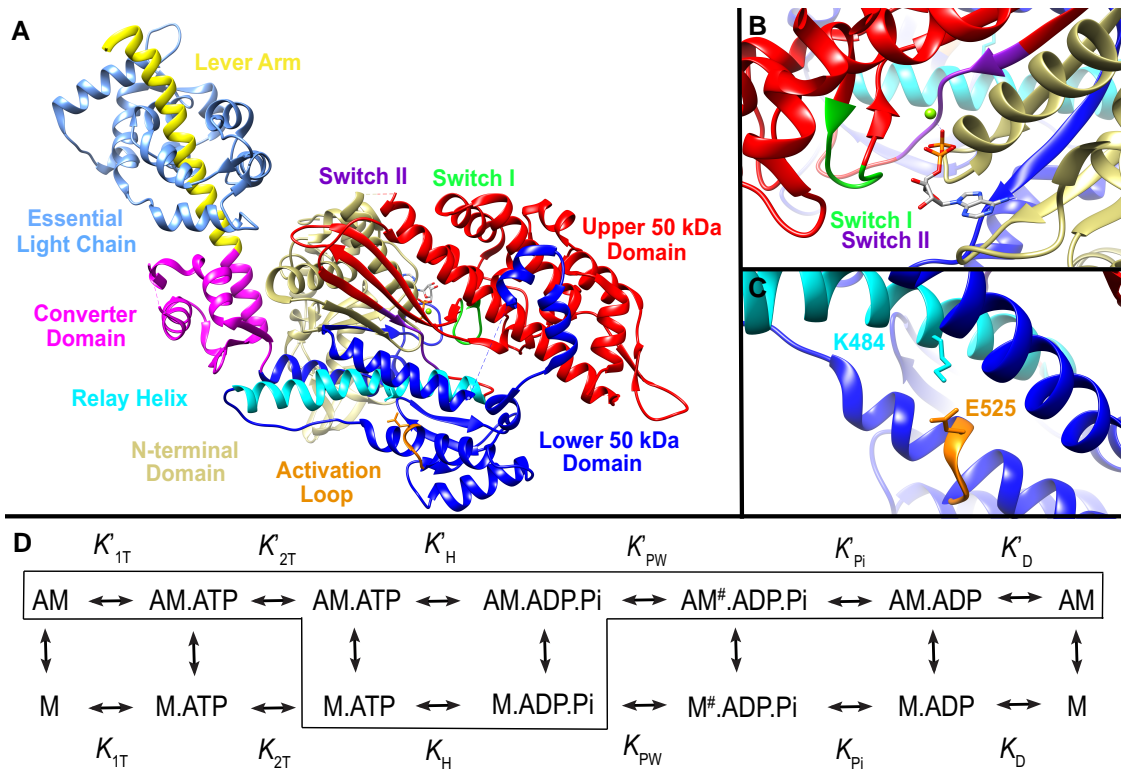 A
Lever Arm
Essential
Light Chain
Converter
Domain
Relay Helix
N-terminal
Domain
Activation
Loop
Switch II
Switch I
Upper 50 kDa
Domain
Lower 50 kDa
Domain
B
Switch I
Switch II
C
K484
E525
D
K'1T K'2T K'H K'PW K'Pi K'D
AM AM.ATP AM.ATP AM.ADP.Pi AM#.ADP.Pi AM.ADP AM
M M.ATP M.ATP M.ADP.Pi M#.ADP.Pi M.ADP M
K1T K2T KH KPW KPi KD